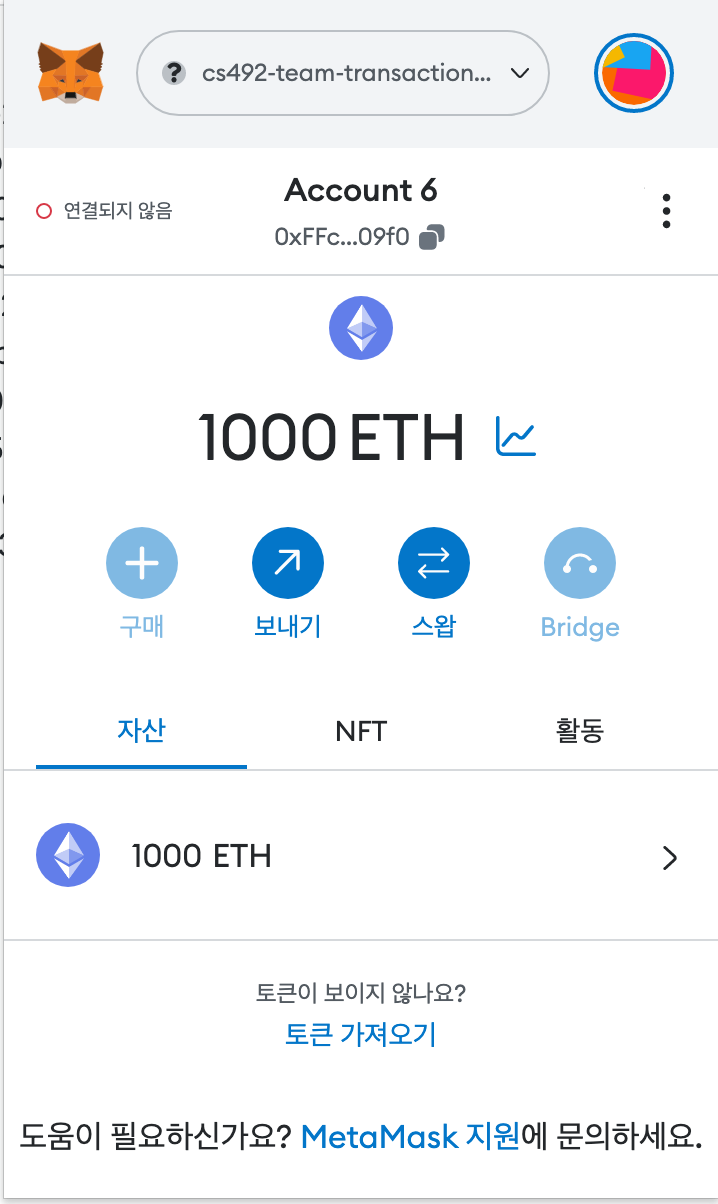 cs492-team-transaction...
연결되지 않음
Account 6
0xFFc...09f0
1000 ETH
구매
보내기
스왑
Bridge
자산
NFT
활동
1000 ETH
토큰이 보이지 않나요?
토큰 가져오기
도움이 필요하신가요? MetaMask 지원에 문의하세요.